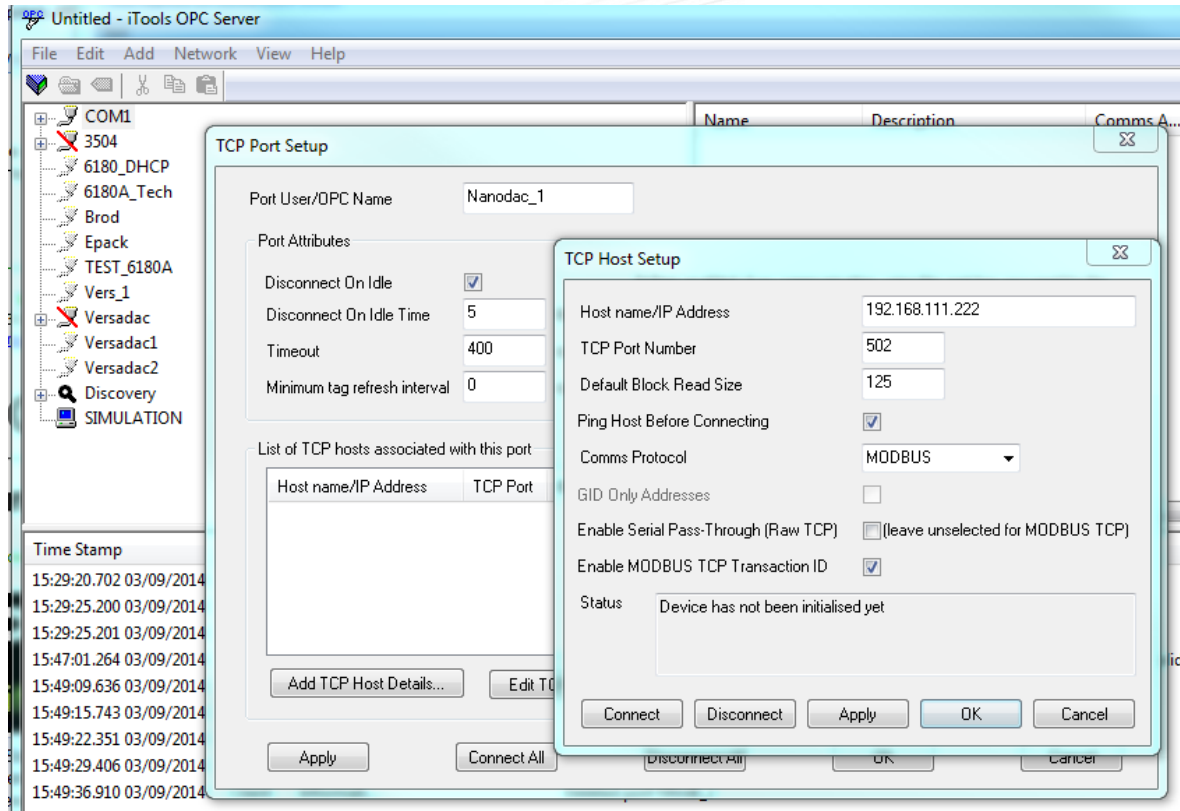 Untitled - iTools OPC Server
File Edit Add Network View Help
COM1
3504
6180_DHCP
6180A_Tech
Brod
Epack
TEST_6180A
Vers_1
Versadac
Versadac1
Versadac2
Discovery
SIMULATION
Name Description Comms A...
TCP Port Setup
Port User/OPC Name Nanodac_1
Port Attributes
Disconnect On Idle
Disconnect On Idle Time 5
Timeout 400
Minimum tag refresh interval 0
List of TCP hosts associated with this port
Host name/IP Address TCP Port
Add TCP Host Details...
Apply Connect All Disconnect All OK Cancel
TCP Host Setup
Host name/IP Address 192.168.111.222
TCP Port Number 502
Default Block Read Size 125
Ping Host Before Connecting
Comms Protocol MODBUS
GID Only Addresses
Enable Serial Pass-Through (Raw TCP) (leave unselected for MODBUS TCP)
Enable MODBUS TCP Transaction ID
Status Device has not been initialised yet
Connect Disconnect Apply OK Cancel
Time Stamp
15:29:20.702 03/09/2014
15:29:25.200 03/09/2014
15:29:25.201 03/09/2014
15:47:01.264 03/09/2014
15:49:09.636 03/09/2014
15:49:15.743 03/09/2014
15:49:22.351 03/09/2014
15:49:29.406 03/09/2014
15:49:36.910 03/09/2014